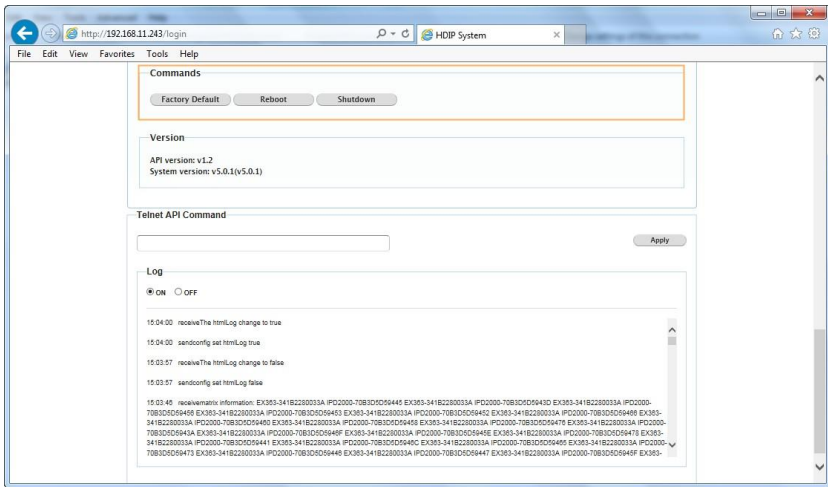 http://192.168.11.243/login
HDIP System
File Edit View Favorites Tools Help
Commands
Factory Default Reboot Shutdown
Version
API version: v1.2
System version: v5.0.1(v5.0.1)
Telnet API Command
Apply
Log
ON OFF
15:04:00 receiveThe htmlLog change to true
15:04:00 sendconfig set htmlLog true
15:03:57 receiveThe htmlLog change to false
15:03:57 sendconfig set htmlLog false
15:03:46 receivematrix information: EX363-341B2280033A IPD2000-70B3D5D59445 EX363-341B2280033A IPD2000-70B3D5D5943D EX363-341B2280033A IPD2000-
70B3D5D59456 EX363-341B2280033A IPD2000-70B3D5D59453 EX363-341B2280033A IPD2000-70B3D5D59452 EX363-341B2280033A IPD2000-70B3D5D59466 EX363-
341B2280033A IPD2000-70B3D5D59460 EX363-341B2280033A IPD2000-70B3D5D59458 EX363-341B2280033A IPD2000-70B3D5D59476 EX363-341B2280033A IPD2000-
70B3D5D5943A EX363-341B2280033A IPD2000-70B3D5D5946F EX363-341B2280033A IPD2000-70B3D5D5945E EX363-341B2280033A IPD2000-70B3D5D59478 EX363-
341B2280033A IPD2000-70B3D5D59441 EX363-341B2280033A IPD2000-70B3D5D5946C EX363-341B2280033A IPD2000-70B3D5D59465 EX363-341B2280033A IPD2000-
70B3D5D59473 EX363-341B2280033A IPD2000-70B3D5D59446 EX363-341B2280033A IPD2000-70B3D5D59447 EX363-341B2280033A IPD2000-70B3D5D5945F EX363-